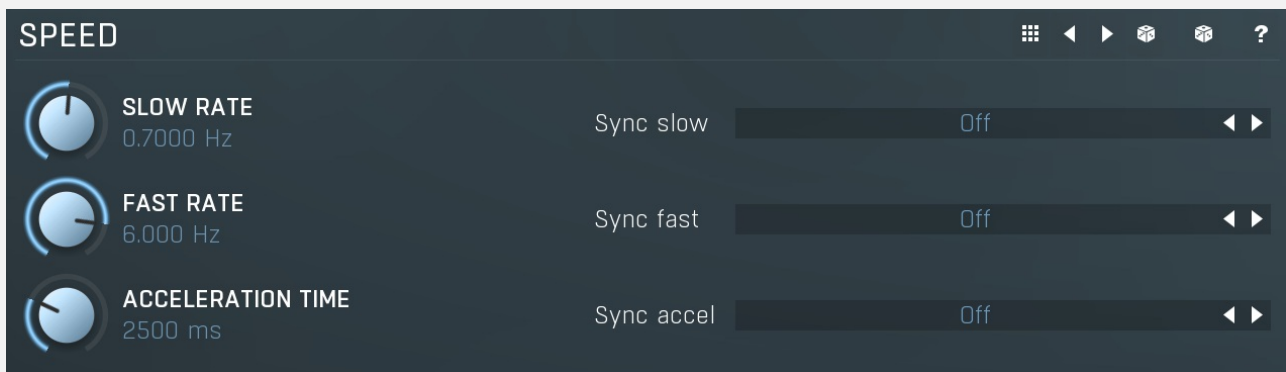 SPEED
?
SLOW RATE
0.7000 Hz
Sync slow
Off
FAST RATE
6.000 Hz
Sync fast
Off
ACCELERATION TIME
2500 ms
Sync accel
Off